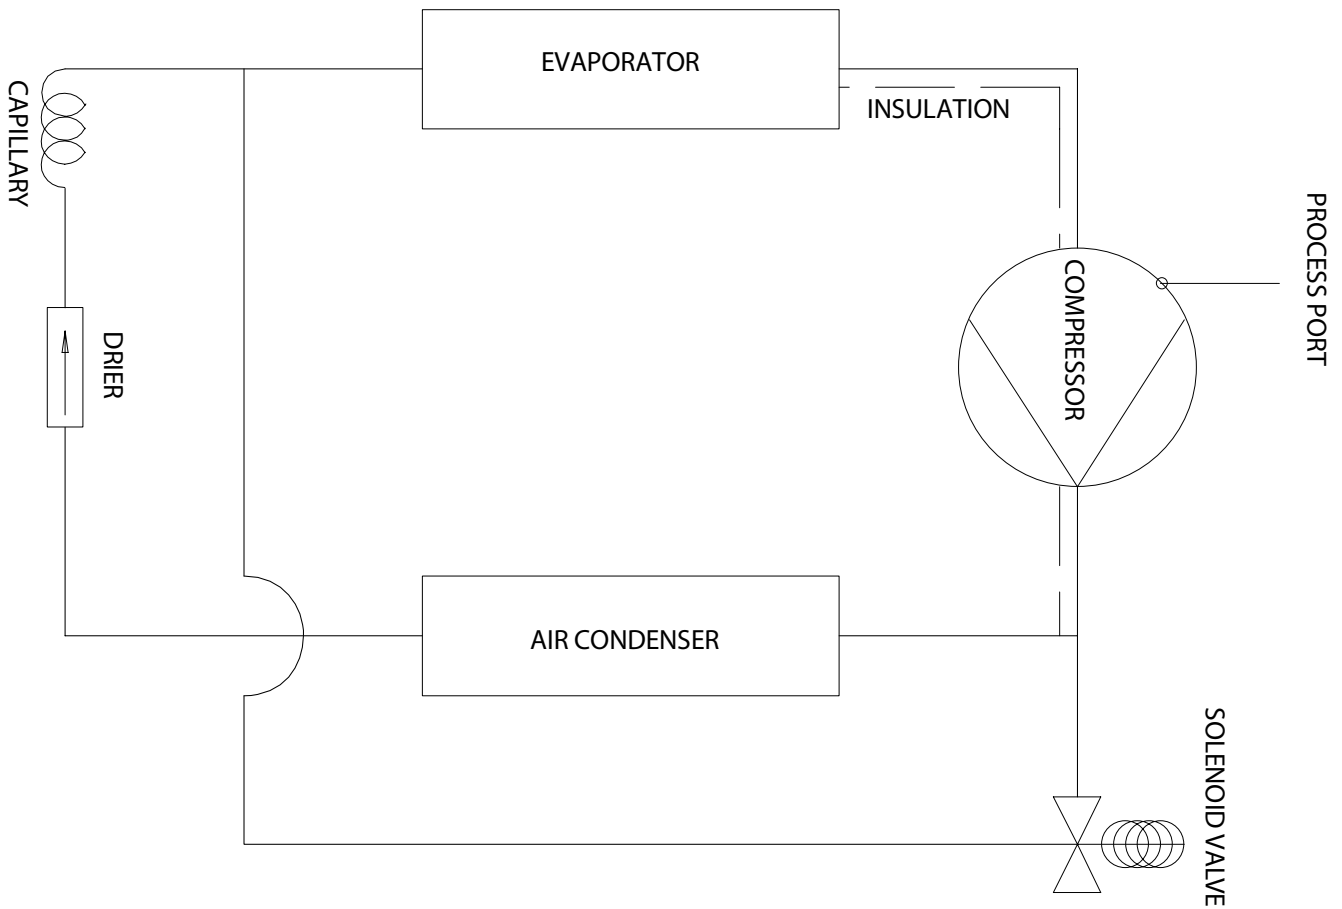 EVAPORATOR
INSULATION
CAPILLARY
PROCESS PORT
COMPRESSOR
DRIER
AIR CONDENSER
SOLENOID VALVE